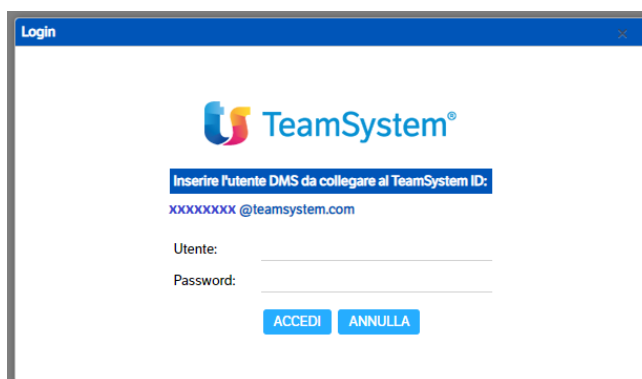 Login
TeamSystem®
Inserire l'utente DMS da collegare al TeamSystem ID:
XXXXXXXX @teamsystem.com
Utente:
Password:
ACCEDI ANNULLA